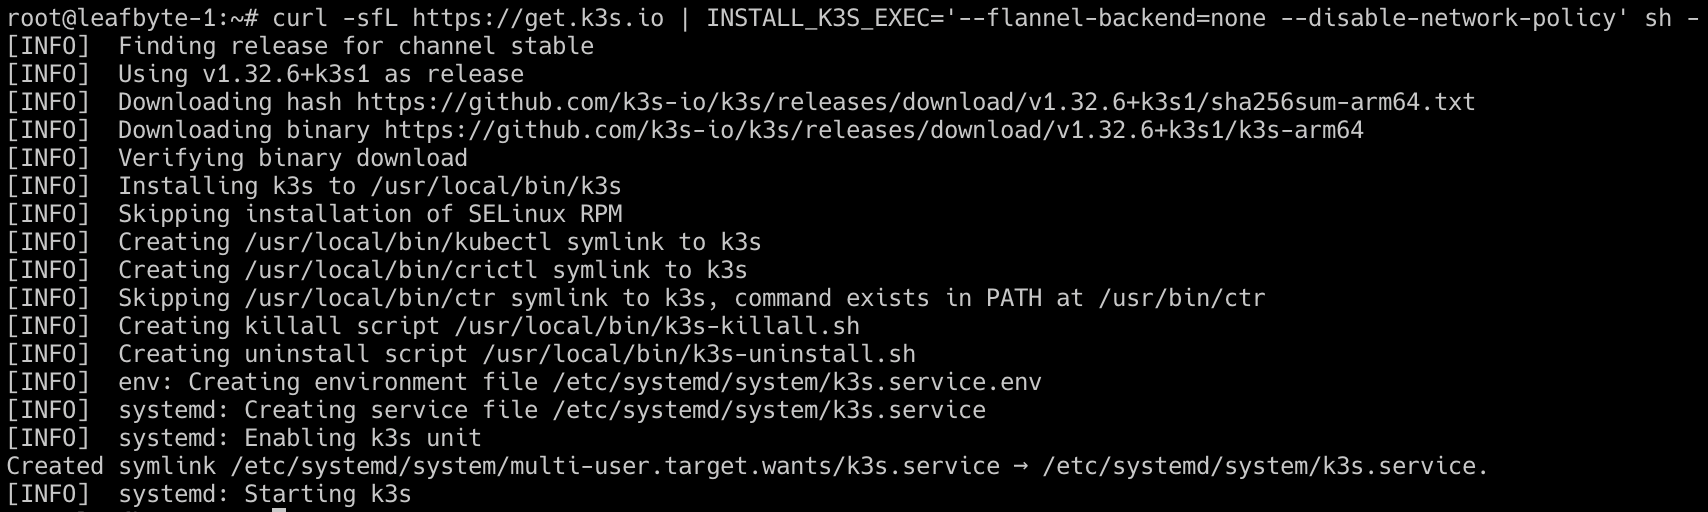 root@leafbyte-1:~# curl -sfL https://get.k3s.io | INSTALL_K3S_EXEC='--flannel-backend=none --disable-network-policy' sh -
[INFO]  Finding release for channel stable
[INFO]  Using v1.32.6+k3s1 as release
[INFO]  Downloading hash https://github.com/k3s-io/k3s/releases/download/v1.32.6+k3s1/sha256sum-arm64.txt
[INFO]  Downloading binary https://github.com/k3s-io/k3s/releases/download/v1.32.6+k3s1/k3s-arm64
[INFO]  Verifying binary download
[INFO]  Installing k3s to /usr/local/bin/k3s
[INFO]  Skipping installation of SELinux RPM
[INFO]  Creating /usr/local/bin/kubectl symlink to k3s
[INFO]  Creating /usr/local/bin/crictl symlink to k3s
[INFO]  Skipping /usr/local/bin/ctr symlink to k3s, command exists in PATH at /usr/bin/ctr
[INFO]  Creating killall script /usr/local/bin/k3s-killall.sh
[INFO]  Creating uninstall script /usr/local/bin/k3s-uninstall.sh
[INFO]  env: Creating environment file /etc/systemd/system/k3s.service.env
[INFO]  systemd: Creating service file /etc/systemd/system/k3s.service
[INFO]  systemd: Enabling k3s unit
Created symlink /etc/systemd/system/multi-user.target.wants/k3s.service → /etc/systemd/system/k3s.service.
[INFO]  systemd: Starting k3s